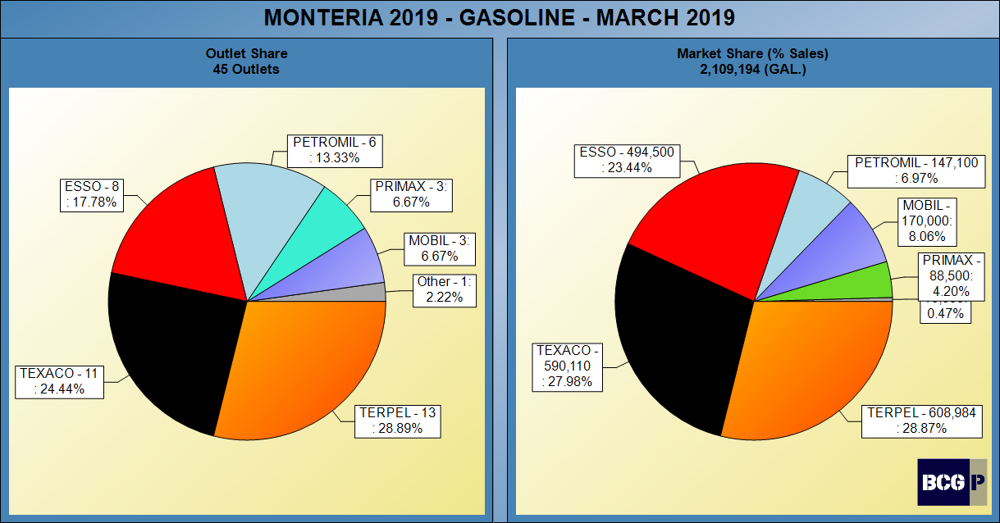 MONTERIA 2019 - GASOLINE - MARCH 2019
Outlet Share
45 Outlets
PETROMIL - 6
: 13.33%
ESSO - 8
: 17.78%
PRIMAX - 3:
6.67%
MOBIL - 3:
6.67%
Other - 1:
2.22%
TEXACO - 11
: 24.44%
TERPEL - 13
: 28.89%
Market Share (% Sales)
2,109,194 (GAL.)
ESSO - 494,500
: 23.44%
PETROMIL - 147,100
: 6.97%
MOBIL -
170,000:
8.06%
PRIMAX -
88,500:
4.20%
0.47%
TEXACO -
590,110
: 27.98%
TERPEL - 608,984
: 28.87%
BCG P